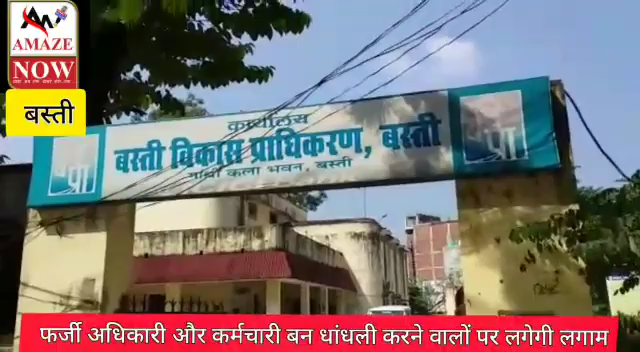 AMAZE
NOW
बस्ती
कार्यालय
बस्ती विकास प्राधिकरण, बस्ती
गांधी कला भवन, बस्ती
फर्जी अधिकारी और कर्मचारी बन धांधली करने वालों पर लगेगी लगाम